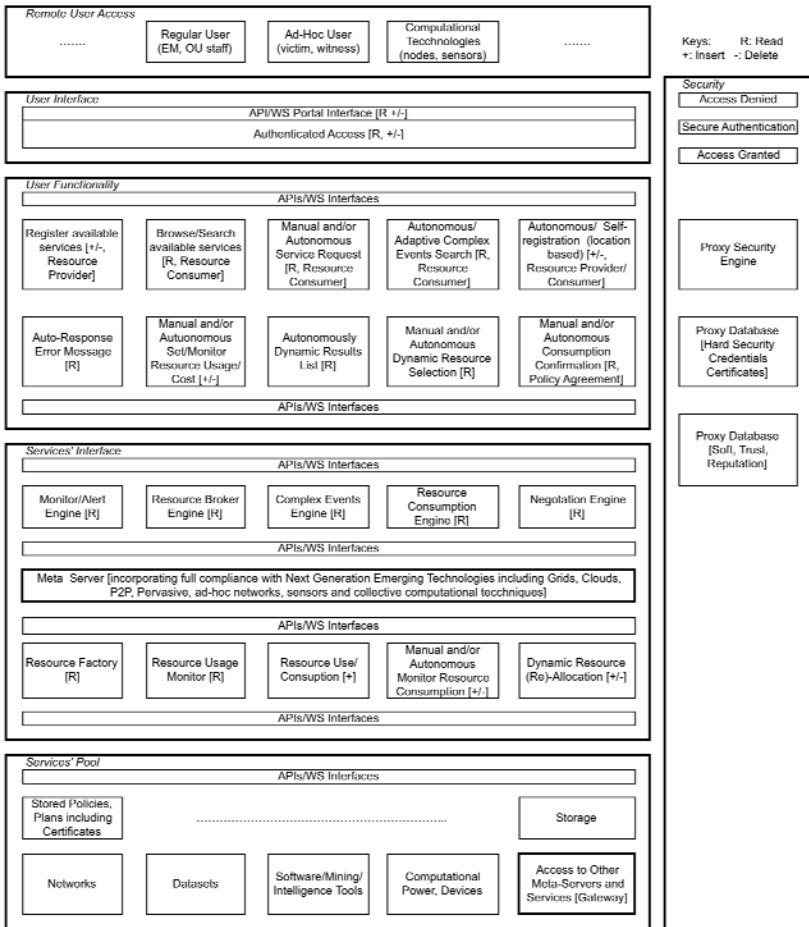 Remote User Access
.......
Regular User
(EM, OU staff)
Ad-Hoc User
(victim, witness)
Computational
Tecchnologies
(nodes, sensors)
.......
Keys: R: Read
+: Insert -: Delete
User Interface
API/WS Portal Interface [R +/-]
Authenticated Access [R, +/-]
Security
Access Denied
Secure Authentication
Access Granted
Proxy Security
Engine
Proxy Database
[Hard Security
Credentials
Certificates]
Proxy Database
[Soft, Trust,
Reputation]
User Functionality
APIs/WS Interfaces
Register available
services [+/-,
Resource
Provider]
Browse/Search
available services
[R, Resource
Consumer]
Manual and/or
Autonomous
Service Request
[R, Resource
Consumer]
Autonomous/
Adaptive Complex
Events Search [R,
Resource
Consumer]
Autonomous/ Self-
registration (location
based) [+/-,
Resource Provider/
Consumer]
Auto-Response
Error Message
[R]
Manual and/or
Autuonomous
Set/Monitor
Resource Usage/
Cost [+/-]
Autonomously
Dynamic Results
List [R]
Manual and/or
Autonomous
Dynamic Resource
Selection [R]
Manual and/or
Autonomous
Consumption
Confirmation [R,
Policy Agreement]
APIs/WS Interfaces
Services' Interface
APIs/WS Interfaces
Monitor/Alert
Engine [R]
Resource Broker
Engine [R]
Complex Events
Engine [R]
Resource
Consumption
Engine [R]
Negotation Engine
[R]
APIs/WS Interfaces
Meta Server [incorporating full compliance with Next Generation Emerging Technologies including Grids, Clouds,
P2P, Pervasive, ad-hoc networks, sensors and collective computational tecchniques]
APIs/WS Interfaces
Resource Factory
[R]
Resource Usage
Monitor [R]
Resource Use/
Consuption [+]
Manual and/or
Autonomous
Monitor Resource
Consumption [+/-]
Dynamic Resource
(Re)-Allocation [+/-]
APIs/WS Interfaces
Services' Pool
APIs/WS Interfaces
Stored Policies,
Plans including
Certificates
........................................................
Storage
Networks
Datasets
Software/Mining/
Intelligence Tools
Computational
Power, Devices
Access to Other
Meta-Servers and
Services [Gateway]